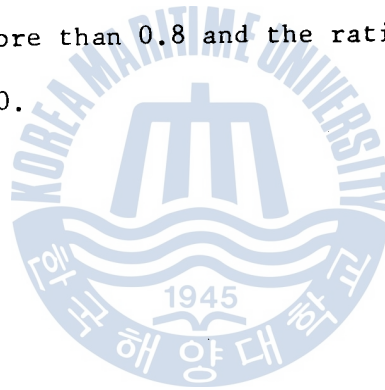 ore than 0.8 and the rati
0.
KOREA MARITIME UNIVERSITY
1945
한국해양대학교